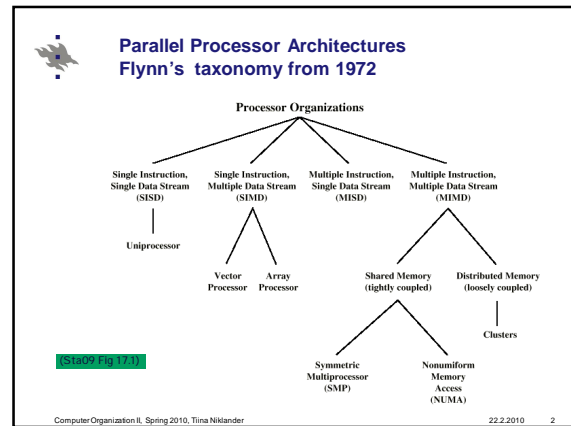 Parallel Processor Architectures
Flynn's taxonomy from 1972
Processor Organizations
Single Instruction,
Single Data Stream
(SISD)
Single Instruction,
Multiple Data Stream
(SIMD)
Multiple Instruction,
Single Data Stream
(MISD)
Multiple Instruction,
Multiple Data Stream
(MIMD)
Uniprocessor
Vector
Processor
Array
Processor
Shared Memory
(tightly coupled)
Distributed Memory
(loosely coupled)
Clusters
Symmetric
Multiprocessor
(SMP)
Nonuniform
Memory
Access
(NUMA)
(Sta09 Fig 17.1)
Computer Organization II, Spring 2010, Tiina Niklander
22.2.2010 2